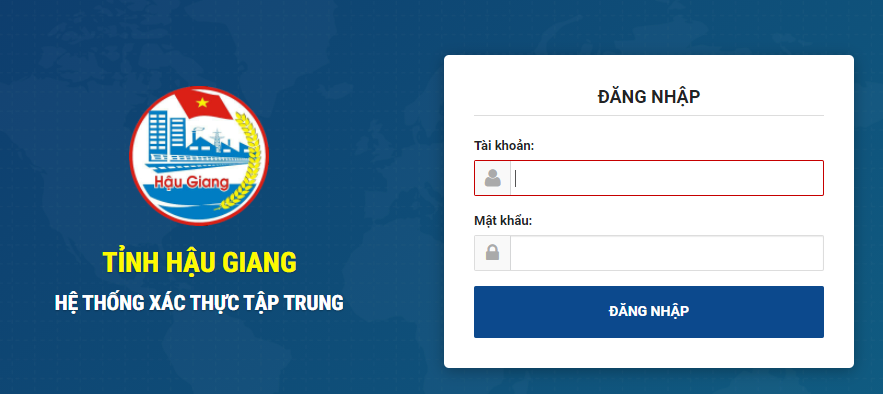 Hậu Giang
TỈNH HẬU GIANG
HỆ THỐNG XÁC THỰC TẬP TRUNG
ĐĂNG NHẬP
Tài khoản:
Mật khẩu:
ĐĂNG NHẬP